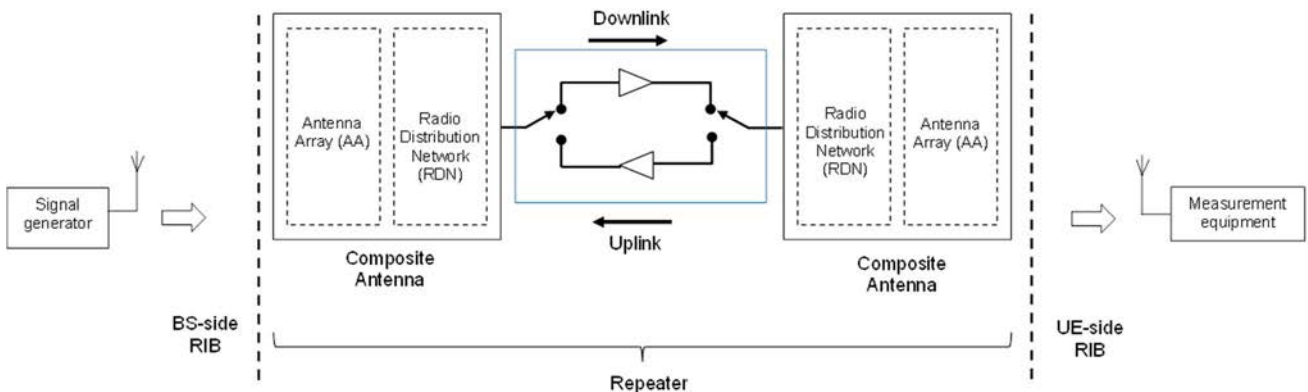 Downlink
Antenna
Array (AA)
Radio
Distribution
Network
(RDN)
Radio
Distribution
Network
(RDN)
Antenna
Array (AA)
Signal
generator
Measurement
equipment
Uplink
Composite
Antenna
Composite
Antenna
BS-side
RIB
UE-side
RIB
Repeater